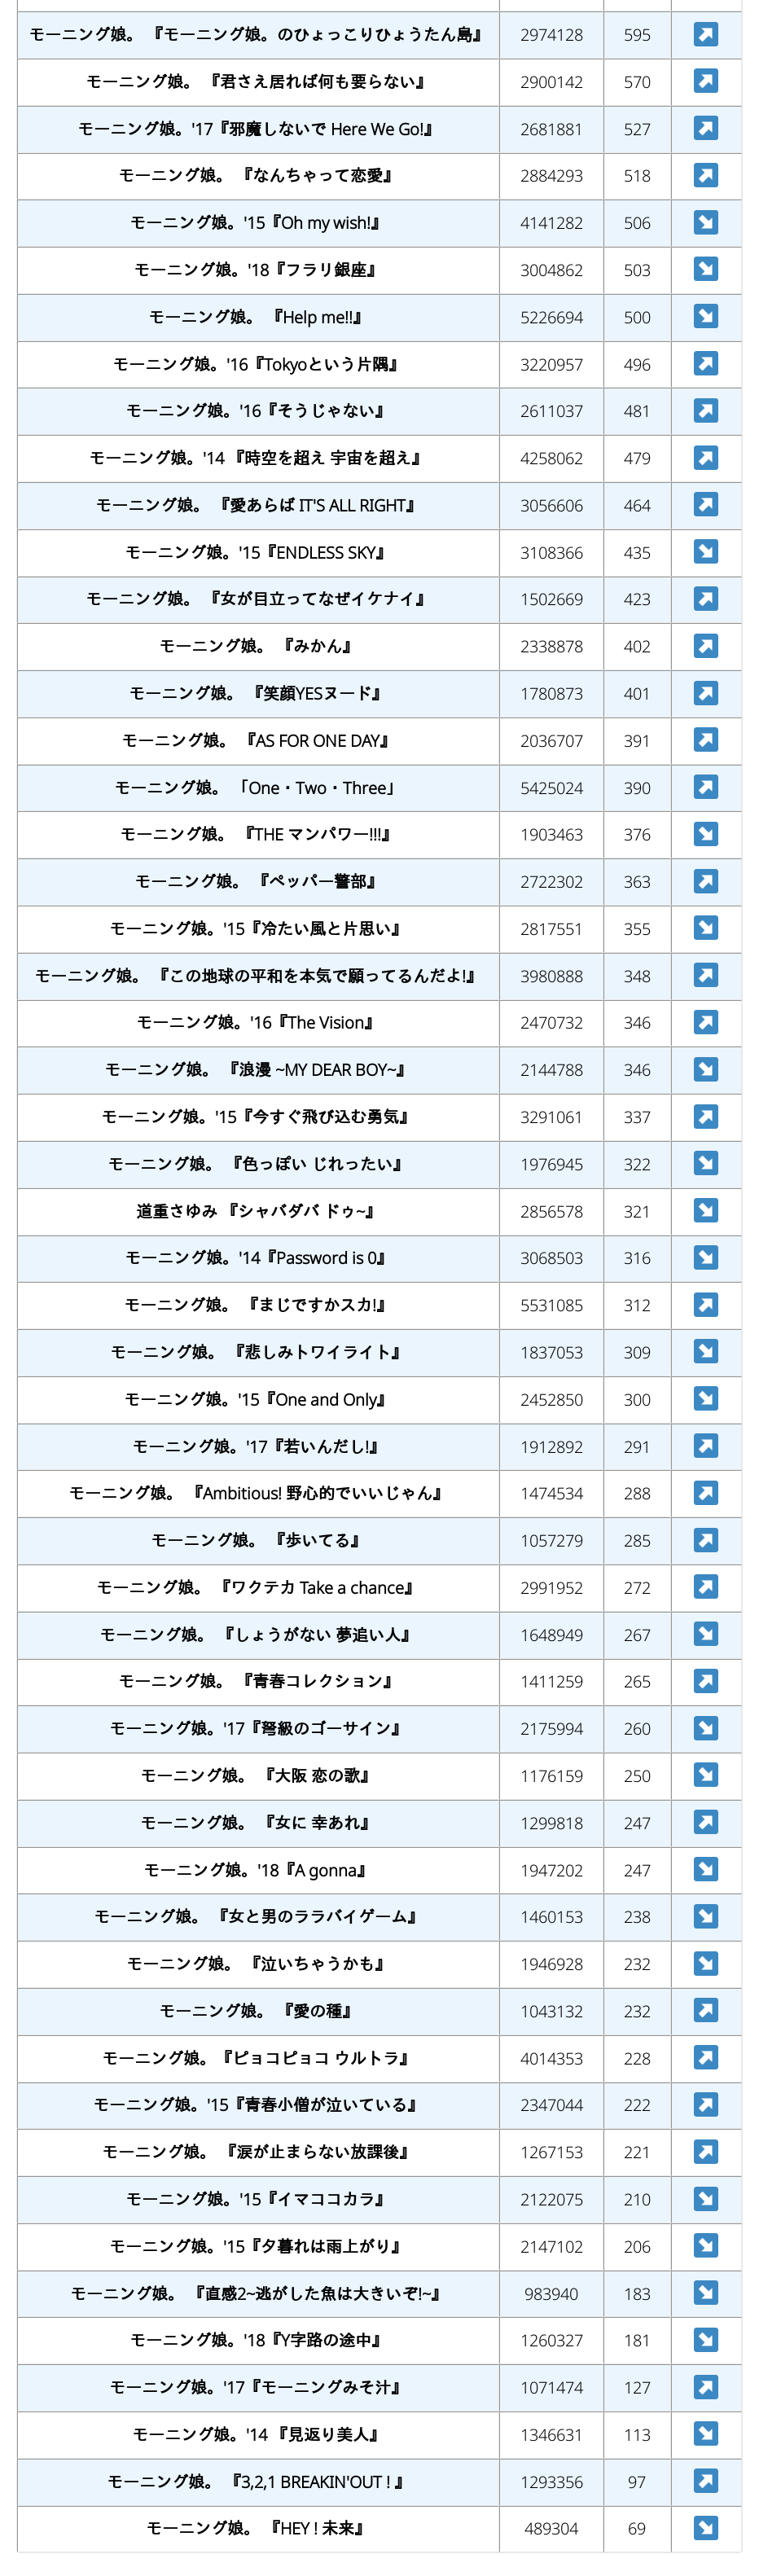 モーニング娘。 『モーニング娘。のひょっこりひょうたん島』 2974128 595 ↗
モーニング娘。 『君さえ居れば何も要らない』 2900142 570 ↗
モーニング娘。'17『邪魔しないで Here We Go!』 2681881 527 ↗
モーニング娘。 『なんちゃって恋愛』 2884293 518 ↗
モーニング娘。'15『Oh my wish!』 4141282 506 ↘
モーニング娘。'18『フラリ銀座』 3004862 503 ↘
モーニング娘。 『Help me!!』 5226694 500 ↘
モーニング娘。'16『Tokyoという片隅』 3220957 496 ↗
モーニング娘。'16『そうじゃない』 2611037 481 ↗
モーニング娘。'14 『時空を超え 宇宙を超え』 4258062 479 ↗
モーニング娘。 『愛あらば IT'S ALL RIGHT』 3056606 464 ↗
モーニング娘。'15『ENDLESS SKY』 3108366 435 ↘
モーニング娘。 『女が目立ってなぜイケナイ』 1502669 423 ↗
モーニング娘。 『みかん』 2338878 402 ↗
モーニング娘。 『笑顔YESヌード』 1780873 401 ↗
モーニング娘。 『AS FOR ONE DAY』 2036707 391 ↗
モーニング娘。 「One・Two・Three」 5425024 390 ↗
モーニング娘。 『THE マンパワー!!!』 1903463 376 ↘
モーニング娘。 『ペッパー警部』 2722302 363 ↗
モーニング娘。'15『冷たい風と片思い』 2817551 355 ↘
モーニング娘。 『この地球の平和を本気で願ってるんだよ!』 3980888 348 ↗
モーニング娘。'16『The Vision』 2470732 346 ↗
モーニング娘。 『浪漫 ~MY DEAR BOY~』 2144788 346 ↘
モーニング娘。'15『今すぐ飛び込む勇気』 3291061 337 ↗
モーニング娘。 『色っぽい じれったい』 1976945 322 ↘
道重さゆみ 『シャバダバ ドゥ~』 2856578 321 ↘
モーニング娘。'14『Password is 0』 3068503 316 ↘
モーニング娘。 『まじですかスカ!』 5531085 312 ↗
モーニング娘。 『悲しみトワイライト』 1837053 309 ↘
モーニング娘。'15『One and Only』 2452850 300 ↘
モーニング娘。'17『若いんだし!』 1912892 291 ↗
モーニング娘。 『Ambitious! 野心的でいいじゃん』 1474534 288 ↗
モーニング娘。 『歩いてる』 1057279 285 ↗
モーニング娘。 『ワクテカ Take a chance』 2991952 272 ↗
モーニング娘。 『しょうがない 夢追い人』 1648949 267 ↘
モーニング娘。 『青春コレクション』 1411259 265 ↗
モーニング娘。'17『弩級のゴーサイン』 2175994 260 ↘
モーニング娘。 『大阪 恋の歌』 1176159 250 ↘
モーニング娘。 『女に 幸あれ』 1299818 247 ↗
モーニング娘。'18『A gonna』 1947202 247 ↘
モーニング娘。 『女と男のララバイゲーム』 1460153 238 ↘
モーニング娘。 『泣いちゃうかも』 1946928 232 ↘
モーニング娘。 『愛の種』 1043132 232 ↗
モーニング娘。『ピョコピョコ ウルトラ』 4014353 228 ↗
モーニング娘。'15『青春小僧が泣いている』 2347044 222 ↗
モーニング娘。 『涙が止まらない放課後』 1267153 221 ↗
モーニング娘。'15『イマココカラ』 2122075 210 ↘
モーニング娘。'15『夕暮れは雨上がり』 2147102 206 ↘
モーニング娘。 『直感2~逃がした魚は大きいぞ!~』 983940 183 ↘
モーニング娘。'18『Y字路の途中』 1260327 181 ↘
モーニング娘。'17『モーニングみそ汁』 1071474 127 ↗
モーニング娘。'14 『見返り美人』 1346631 113 ↘
モーニング娘。 『3,2,1 BREAKIN'OUT ! 』 1293356 97 ↗
モーニング娘。 『HEY ! 未来』 489304 69 ↘